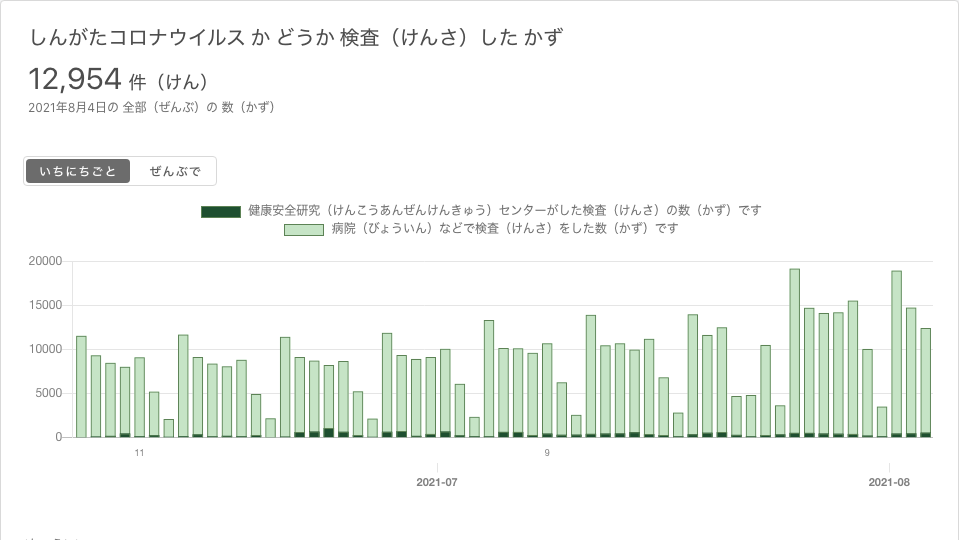 しんがたコロナウイルス か どうか 検査（けんさ）した かず
12,954 件（けん）
2021年8月4日の 全部（ぜんぶ）の 数（かず）
いちにちごと ぜんぶで
健康安全研究（けんこうあんぜんけんきゅう）センターがした検査（けんさ）の数（かず）です
病院（びょういん）などで検査（けんさ）をした数（かず）です
20000
15000
10000
5000
0
11 9
2021-07 2021-08